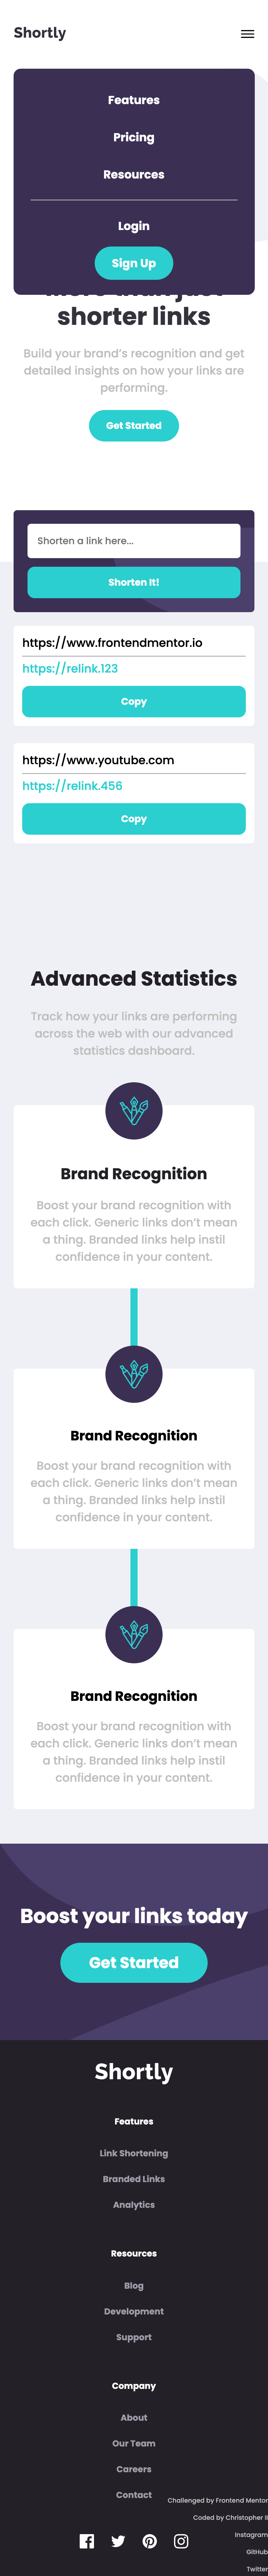 Shortly
Features
Pricing
Resources
Login
Sign Up
More than just
shorter links
Build your brand’s recognition and get
detailed insights on how your links are
performing.
Get Started
Shorten a link here...
Shorten It!
https://www.frontendmentor.io
https://relink.123
Copy
https://www.youtube.com
https://relink.456
Copy
Advanced Statistics
Track how your links are performing
across the web with our advanced
statistics dashboard.
Brand Recognition
Boost your brand recognition with
each click. Generic links don’t mean
a thing. Branded links help instil
confidence in your content.
Brand Recognition
Boost your brand recognition with
each click. Generic links don’t mean
a thing. Branded links help instil
confidence in your content.
Brand Recognition
Boost your brand recognition with
each click. Generic links don’t mean
a thing. Branded links help instil
confidence in your content.
Boost your links today
Get Started
Shortly
Features
Link Shortening
Branded Links
Analytics
Resources
Blog
Development
Support
Company
About
Our Team
Careers
Contact
Challenged by Frontend Mentor
Coded by Christopher II
Instagram
GitHub
Twitter